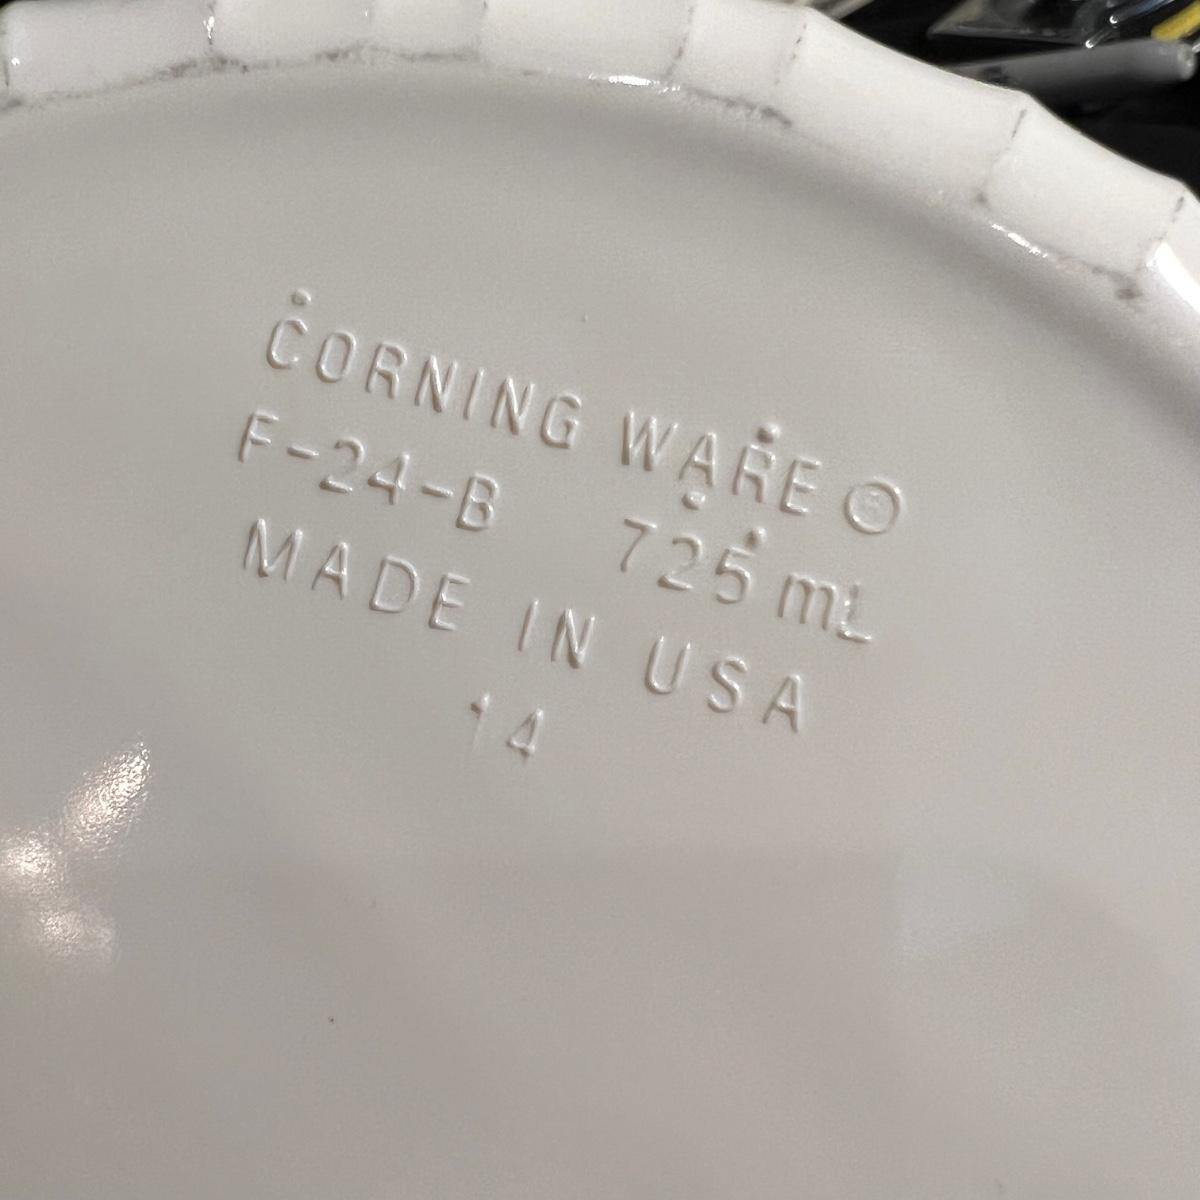 CORNING WARE ®
F-24-B 725 mL
MADE IN USA
14